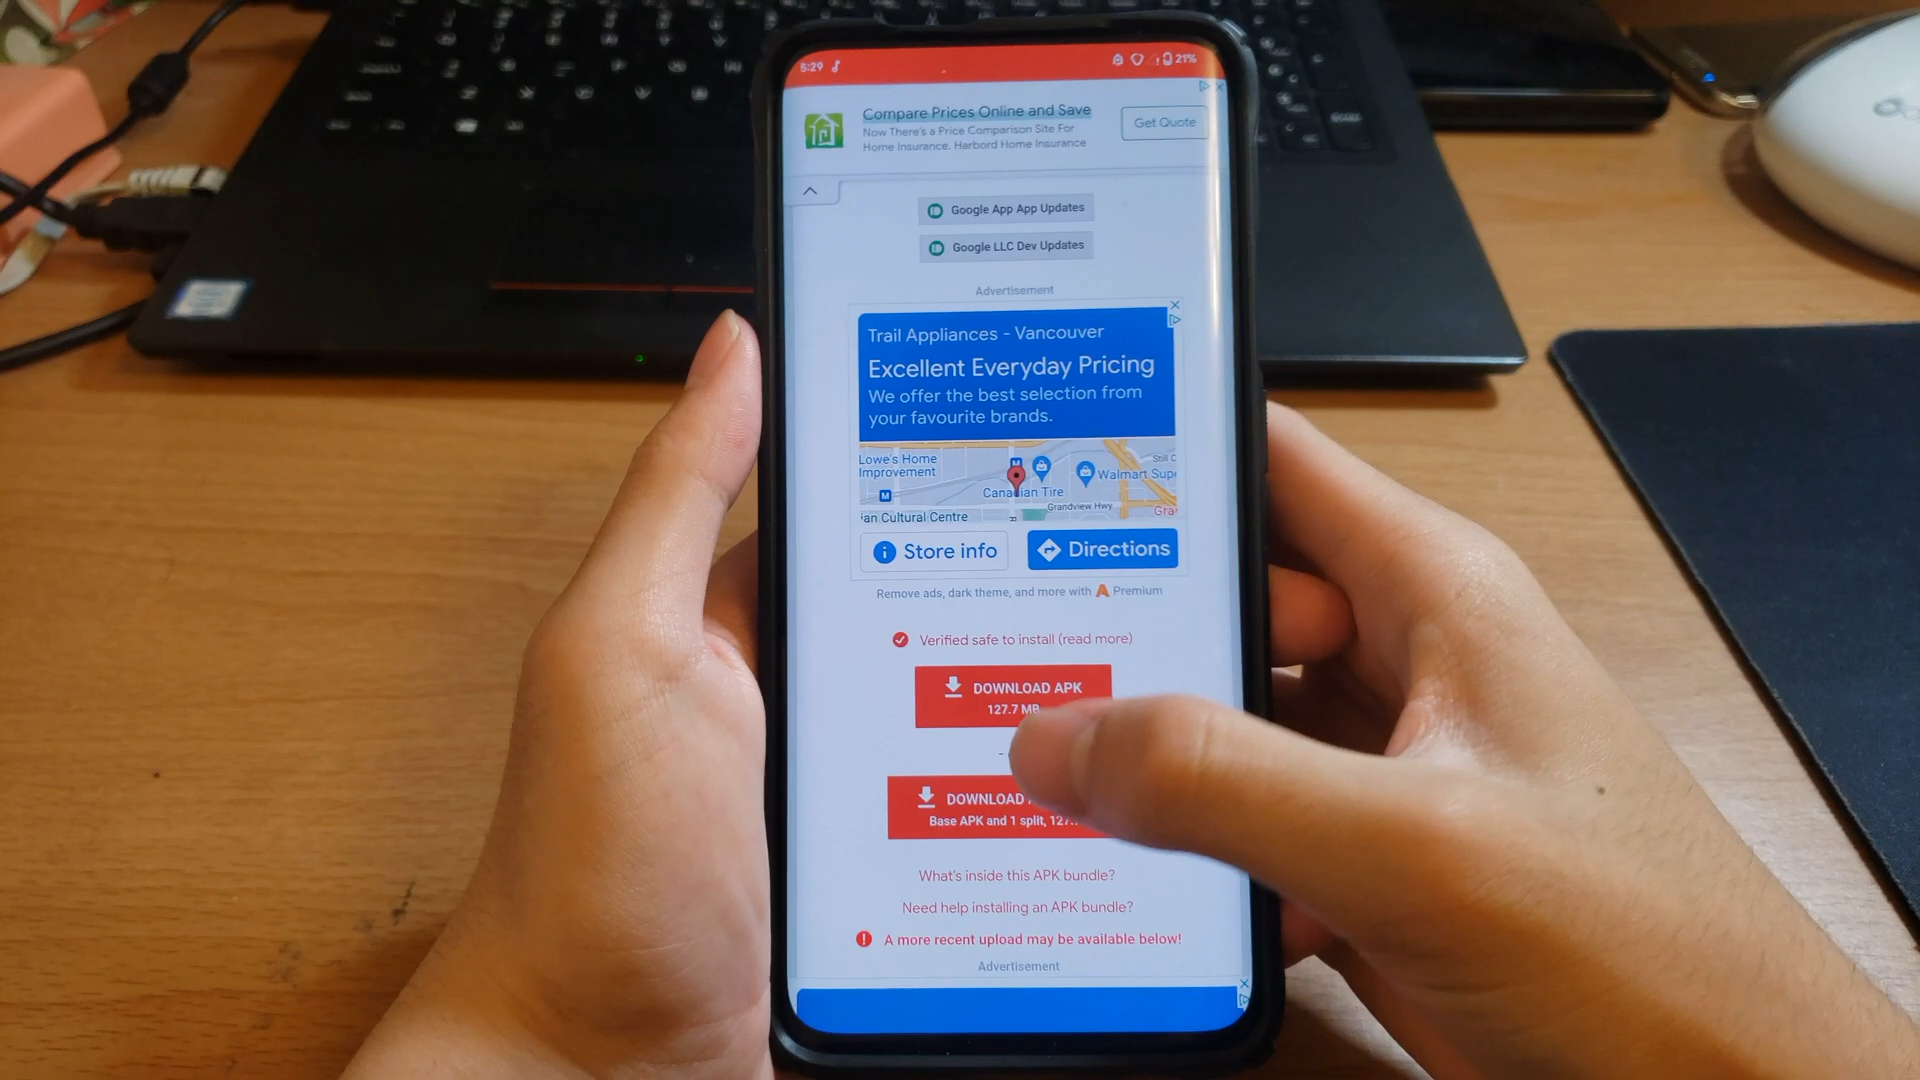 5:29
21%
Compare Prices Online and Save
Now There's a Price Comparison Site For
Home Insurance. Harbord Home Insurance
Get Quote
Google App App Updates
Google LLC Dev Updates
Advertisement
Trail Appliances - Vancouver
Excellent Everyday Pricing
We offer the best selection from
your favourite brands.
Lowe's Home
Improvement
Still C
Walmart Supe
Canadian Tire
Grandview Hwy
ian Cultural Centre
Gra
Store info
Directions
Remove ads, dark theme, and more with Premium
Verified safe to install (read more)
DOWNLOAD APK
127.7 MB
DOWNLOAD
Base APK and 1 split, 127.
What's inside this APK bundle?
Need help installing an APK bundle?
A more recent upload may be available below!
Advertisement